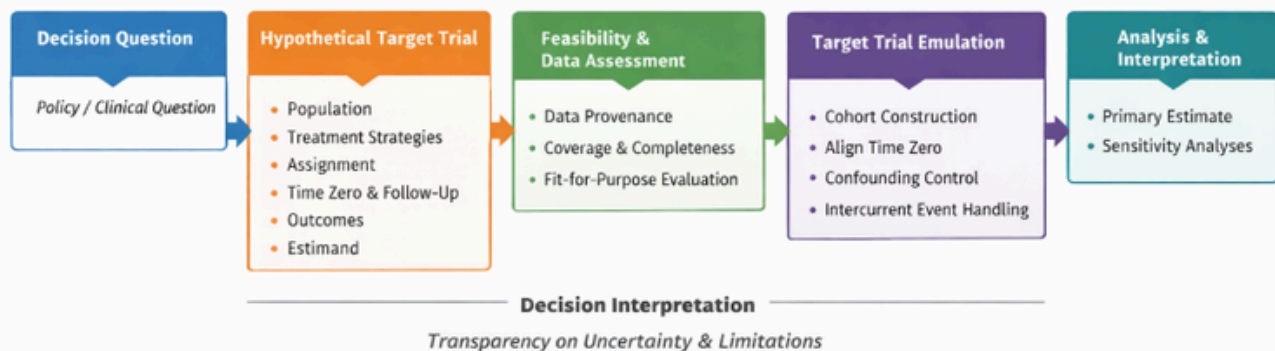 Decision Question
Policy / Clinical Question
Hypothetical Target Trial
• Population
• Treatment Strategies
• Assignment
• Time Zero & Follow-Up
• Outcomes
• Estimand
Feasibility &
Data Assessment
• Data Provenance
• Coverage & Completeness
• Fit-for-Purpose Evaluation
Target Trial Emulation
• Cohort Construction
• Align Time Zero
• Confounding Control
• Intercurrent Event Handling
Analysis &
Interpretation
• Primary Estimate
• Sensitivity Analyses
Decision Interpretation
Transparency on Uncertainty & Limitations